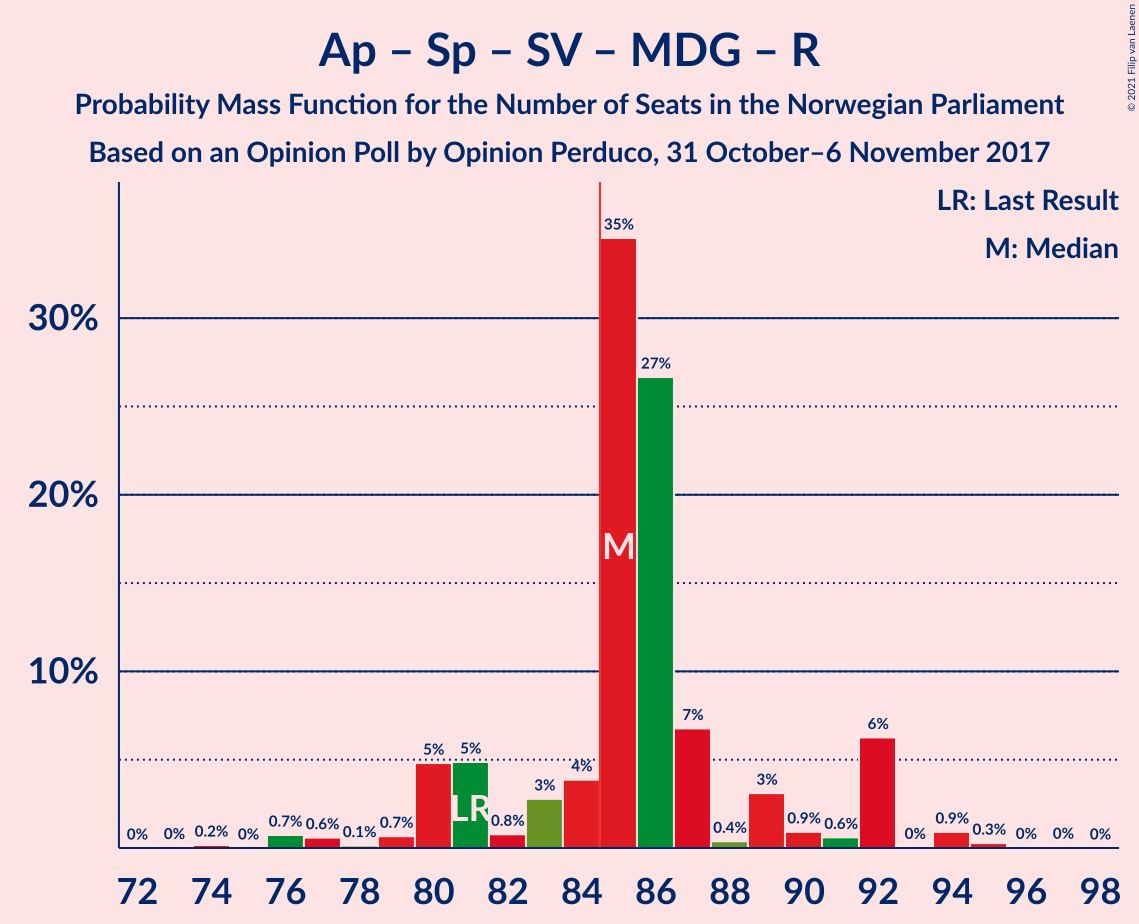 Ap – Sp – SV – MDG – R
Probability Mass Function for the Number of Seats in the Norwegian Parliament
Based on an Opinion Poll by Opinion Perduco, 31 October–6 November 2017
© 2021 Filip van Laenen
LR: Last Result
M: Median
30%
20%
10%
0% 0% 0.2% 0% 0.7% 0.6% 0.1% 0.7% 5% 5% 0.8% 3% 4% 35% 27% 7% 0.4% 3% 0.9% 0.6% 6% 0% 0.9% 0.3% 0% 0% 0%
M
LR
72 74 76 78 80 82 84 86 88 90 92 94 96 98